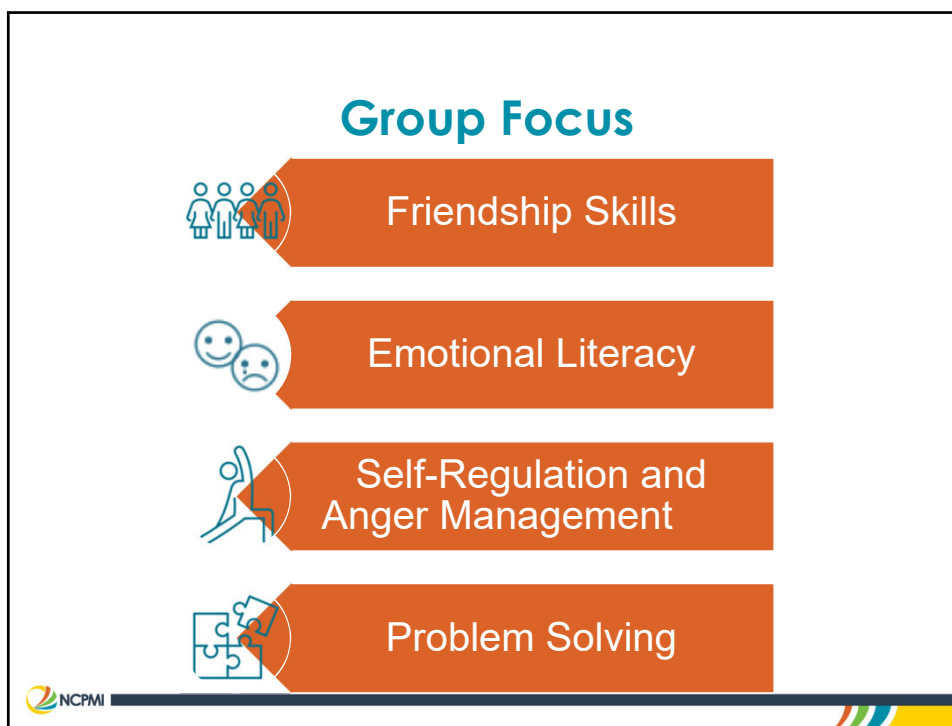 Group Focus
Friendship Skills
Emotional Literacy
Self-Regulation and
Anger Management
Problem Solving
NCPMI